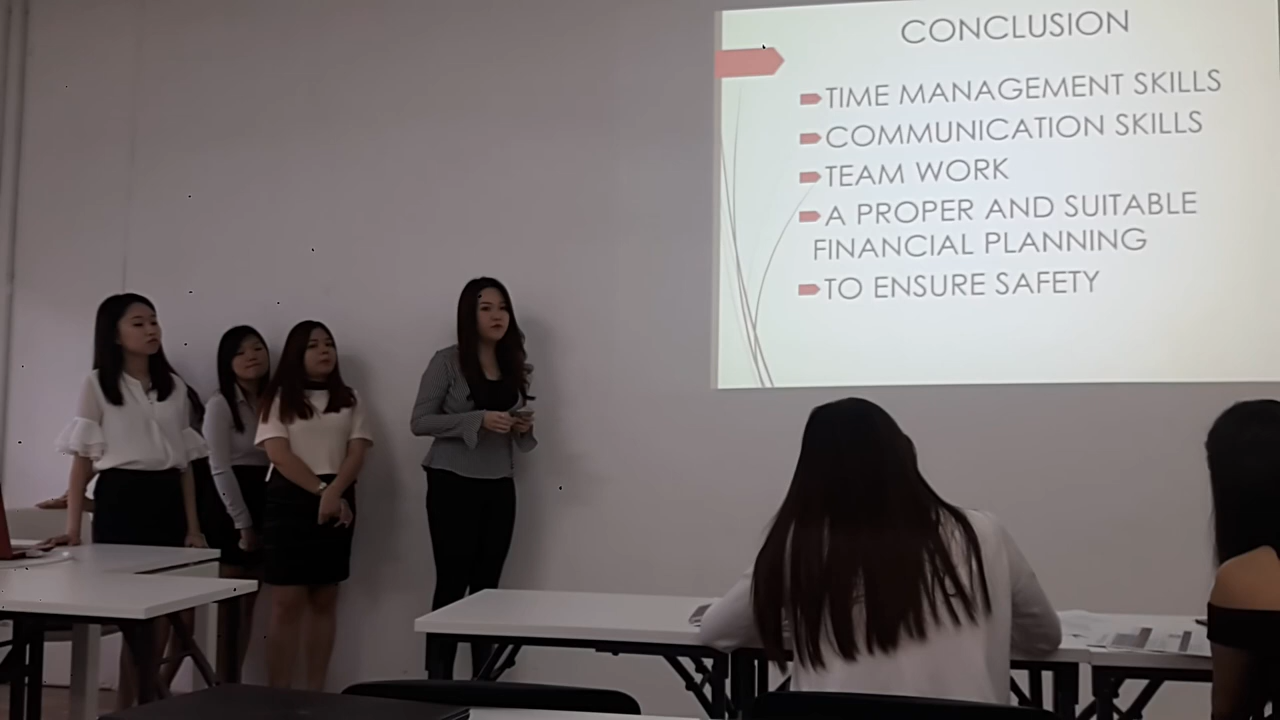 CONCLUSION
TIME MANAGEMENT SKILLS
COMMUNICATION SKILLS
TEAM WORK
A PROPER AND SUITABLE
FINANCIAL PLANNING
TO ENSURE SAFETY